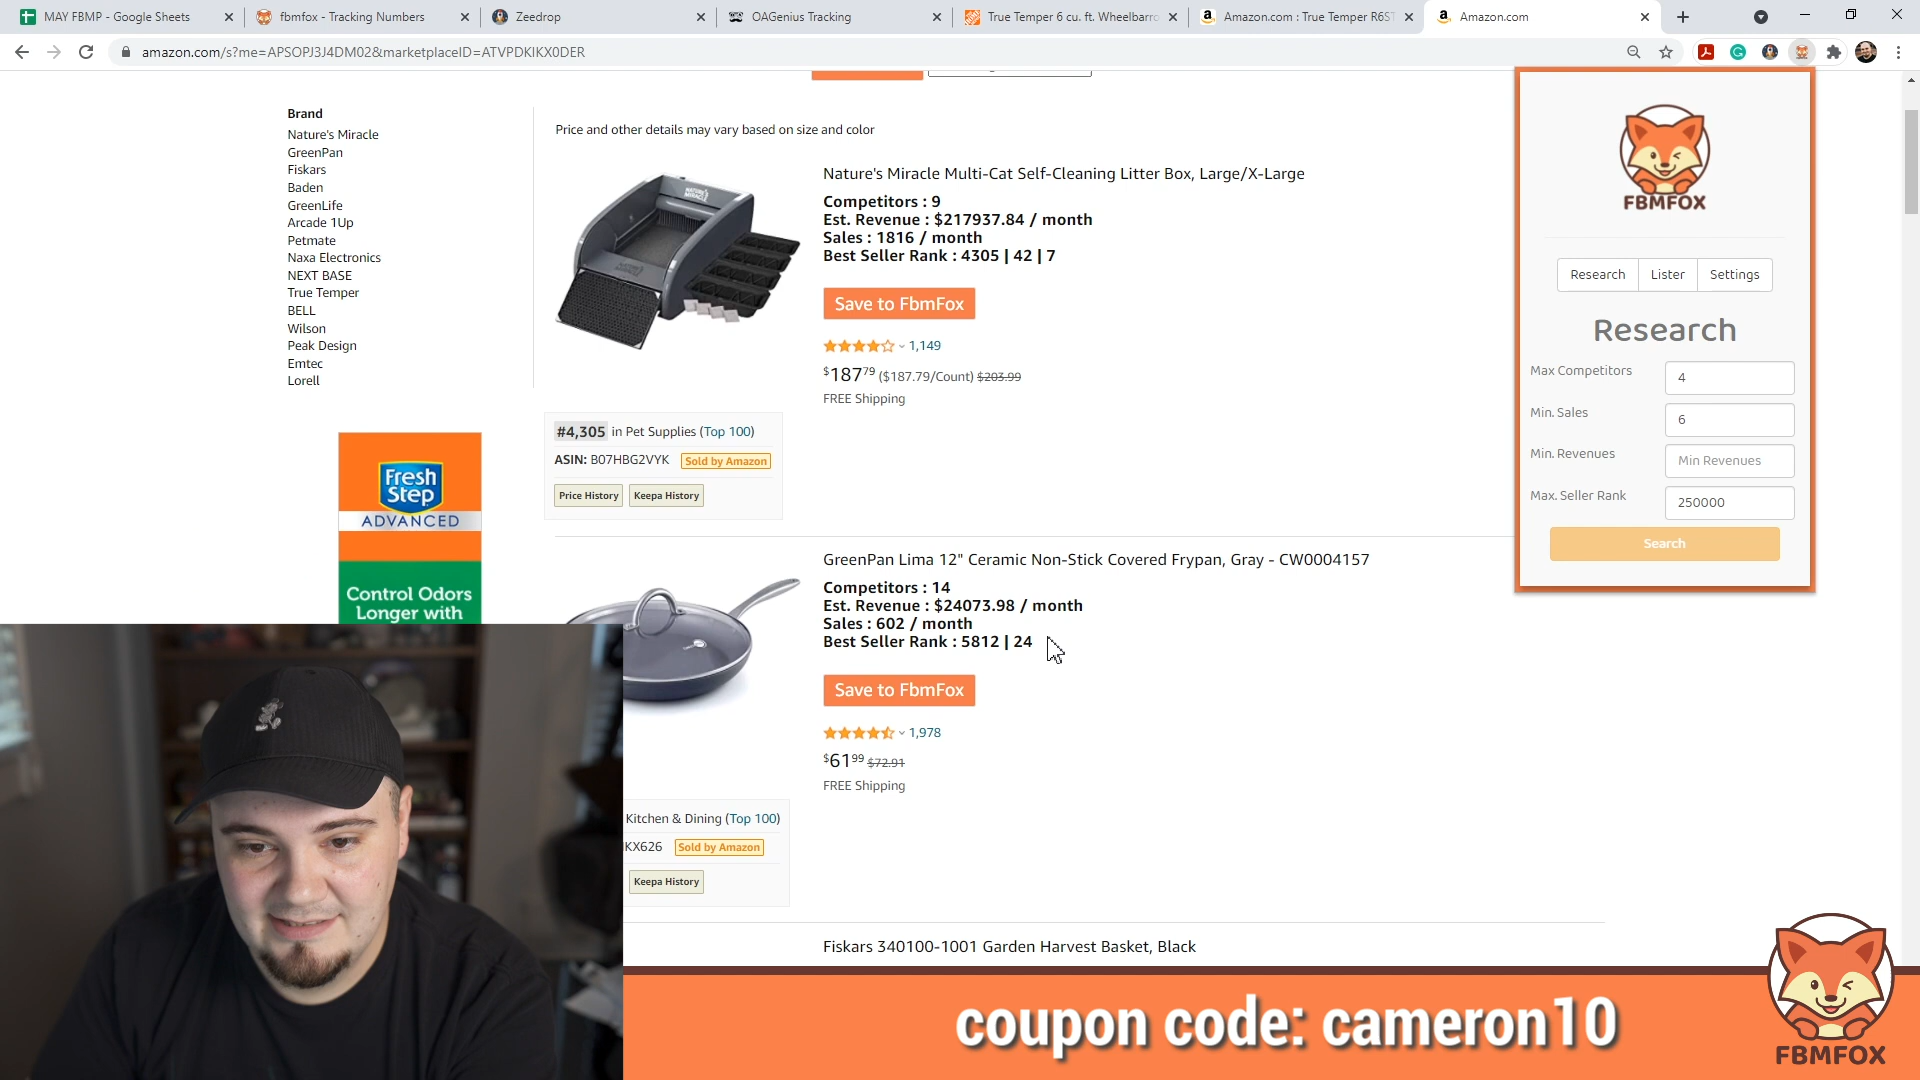 MAY FBMP - Google Sheets
fbmfox - Tracking Numbers
Zeedrop
OAGenius Tracking
True Temper 6 cu. ft. Wheelbarro
Amazon.com : True Temper R6ST
Amazon.com
amazon.com/s?me=APSOPJ3J4DM02&marketplaceID=ATVPDKIKX0DER
Brand
Nature's Miracle
GreenPan
Fiskars
Baden
GreenLife
Arcade 1Up
Petmate
Naxa Electronics
NEXT BASE
True Temper
BELL
Wilson
Peak Design
Emtec
Lorell
Fresh
Step
ADVANCED
Control Odors
Longer with
Price and other details may vary based on size and color
NATURE'S
MIRACLE
Nature's Miracle Multi-Cat Self-Cleaning Litter Box, Large/X-Large
Competitors : 9
Est. Revenue : $217937.84 / month
Sales : 1816 / month
Best Seller Rank : 4305 | 42 | 7
Save to FbmFox
1,149
$187.79 ($187.79/Count) $203.99
FREE Shipping
#4,305 in Pet Supplies (Top 100)
ASIN: B07HBG2VYK Sold by Amazon
Price History Keepa History
GreenPan Lima 12" Ceramic Non-Stick Covered Frypan, Gray - CW0004157
Competitors : 14
Est. Revenue : $24073.98 / month
Sales : 602 / month
Best Seller Rank : 5812 | 24
Save to FbmFox
1,978
$61.99 $72.91
FREE Shipping
Kitchen & Dining (Top 100)
KX626 Sold by Amazon
Keepa History
Fiskars 340100-1001 Garden Harvest Basket, Black
FBMFOX
Research Lister Settings
Research
Max Competitors 4
Min. Sales 6
Min. Revenues Min Revenues
Max. Seller Rank 250000
Search
coupon code: cameron10
FBMFOX